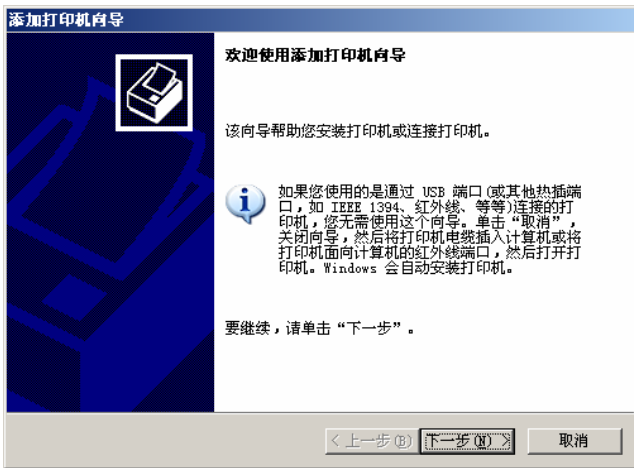 添加打印机向导
欢迎使用添加打印机向导
该向导帮助您安装打印机或连接打印机。
如果您使用的是通过 USB 端口(或其他热插端
口，如 IEEE 1394、红外线、等等)连接的打
印机，您无需使用这个向导。单击“取消”，
关闭向导，然后将打印机电缆插入计算机或将
打印机面向计算机的红外线端口，然后打开打
印机。Windows 会自动安装打印机。
要继续，请单击“下一步”。
< 上一步(B) 下一步(N) > 取消